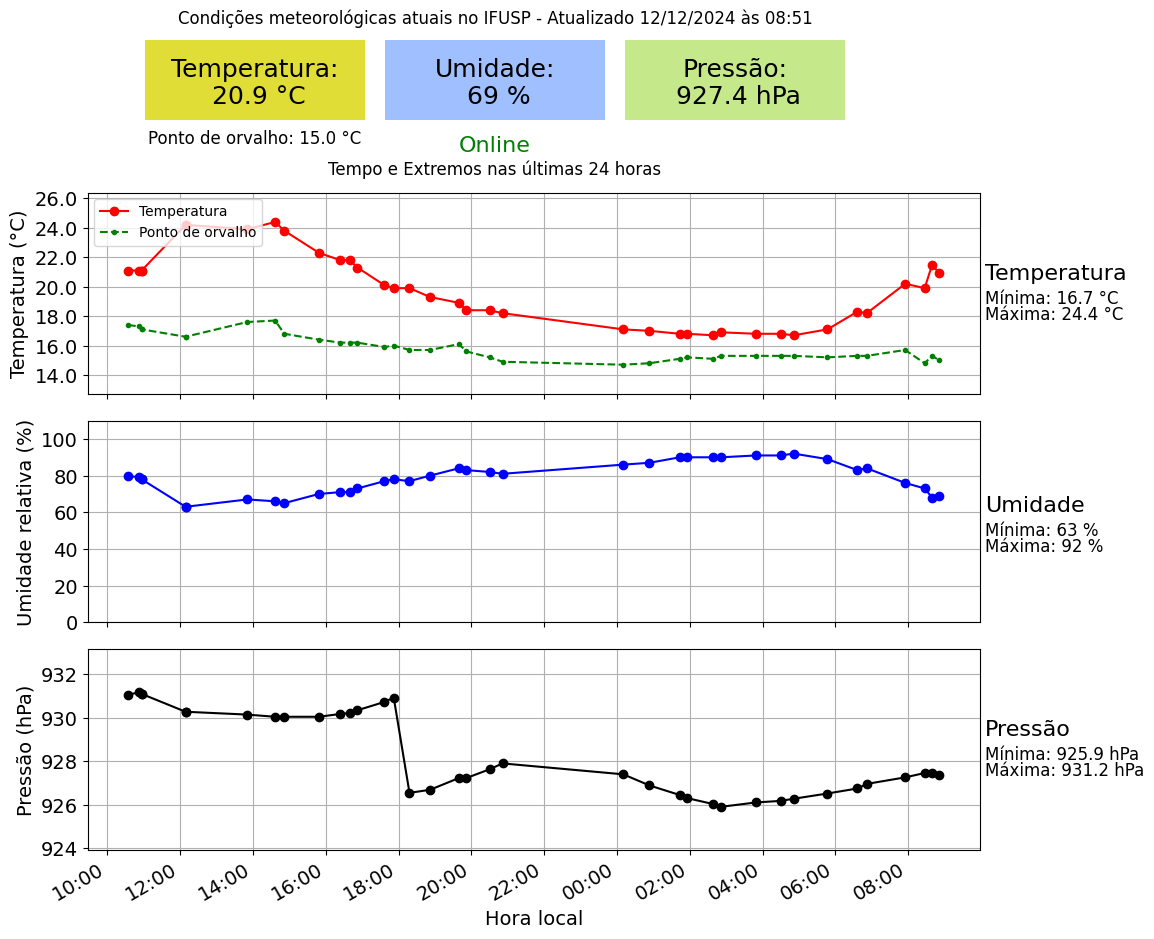 Condições meteorológicas atuais no IFUSP - Atualizado 12/12/2024 às 08:51
Temperatura:
20.9 °C
Umidade:
69 %
Pressão:
927.4 hPa
Ponto de orvalho: 15.0 °C
Online
Tempo e Extremos nas últimas 24 horas
Temperatura (°C)
26.0
24.0
22.0
20.0
18.0
16.0
14.0
Temperatura
Ponto de orvalho
Temperatura
Mínima: 16.7 °C
Máxima: 24.4 °C
Umidade relativa (%)
100
80
60
40
20
0
Umidade
Mínima: 63 %
Máxima: 92 %
Pressão (hPa)
932
930
928
926
924
Pressão
Mínima: 925.9 hPa
Máxima: 931.2 hPa
10:00 12:00 14:00 16:00 18:00 20:00 22:00 00:00 02:00 04:00 06:00 08:00
Hora local